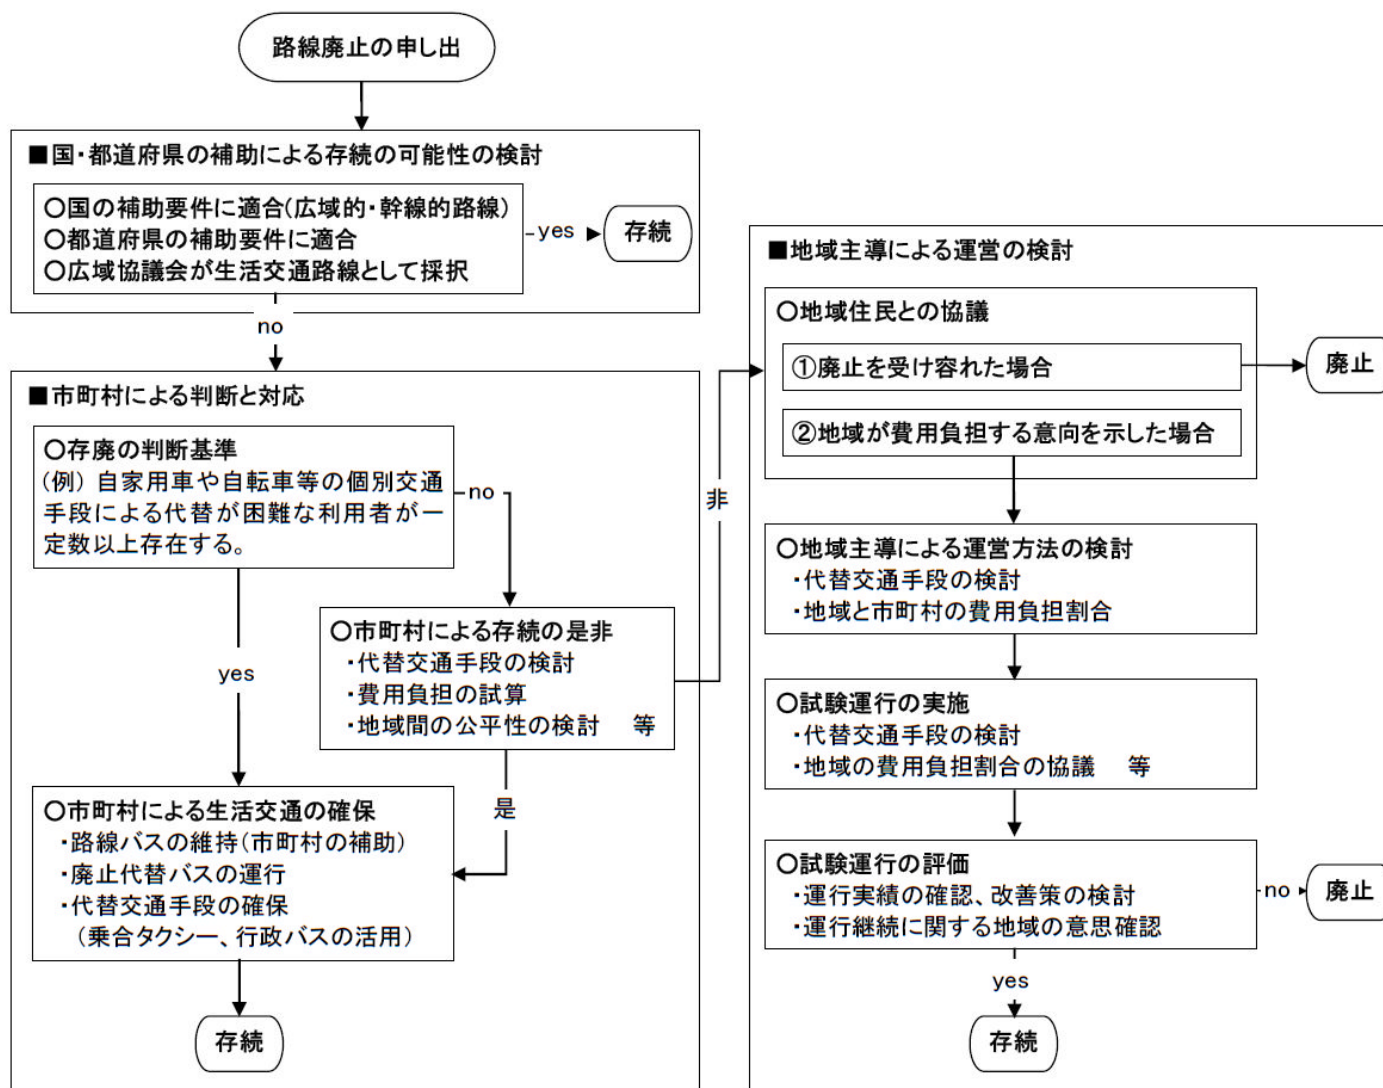 路線廃止の申し出
■国・都道府県の補助による存続の可能性の検討
〇国の補助要件に適合(広域的・幹線的路線)
〇都道府県の補助要件に適合
〇広域協議会が生活交通路線として採択
yes
存続
no
■市町村による判断と対応
〇存廃の判断基準
(例) 自家用車や自転車等の個別交通
手段による代替が困難な利用者が一
定数以上存在する。
no
yes
〇市町村による存続の是非
・代替交通手段の検討
・費用負担の試算
・地域間の公平性の検討　等
是
非
〇市町村による生活交通の確保
・路線バスの維持(市町村の補助)
・廃止代替バスの運行
・代替交通手段の確保
(乗合タクシー、行政バスの活用)
存続
■地域主導による運営の検討
〇地域住民との協議
①廃止を受け容れた場合
廃止
②地域が費用負担する意向を示した場合
〇地域主導による運営方法の検討
・代替交通手段の検討
・地域と市町村の費用負担割合
〇試験運行の実施
・代替交通手段の検討
・地域の費用負担割合の協議　等
〇試験運行の評価
・運行実績の確認、改善策の検討
・運行継続に関する地域の意思確認
no
廃止
yes
存続